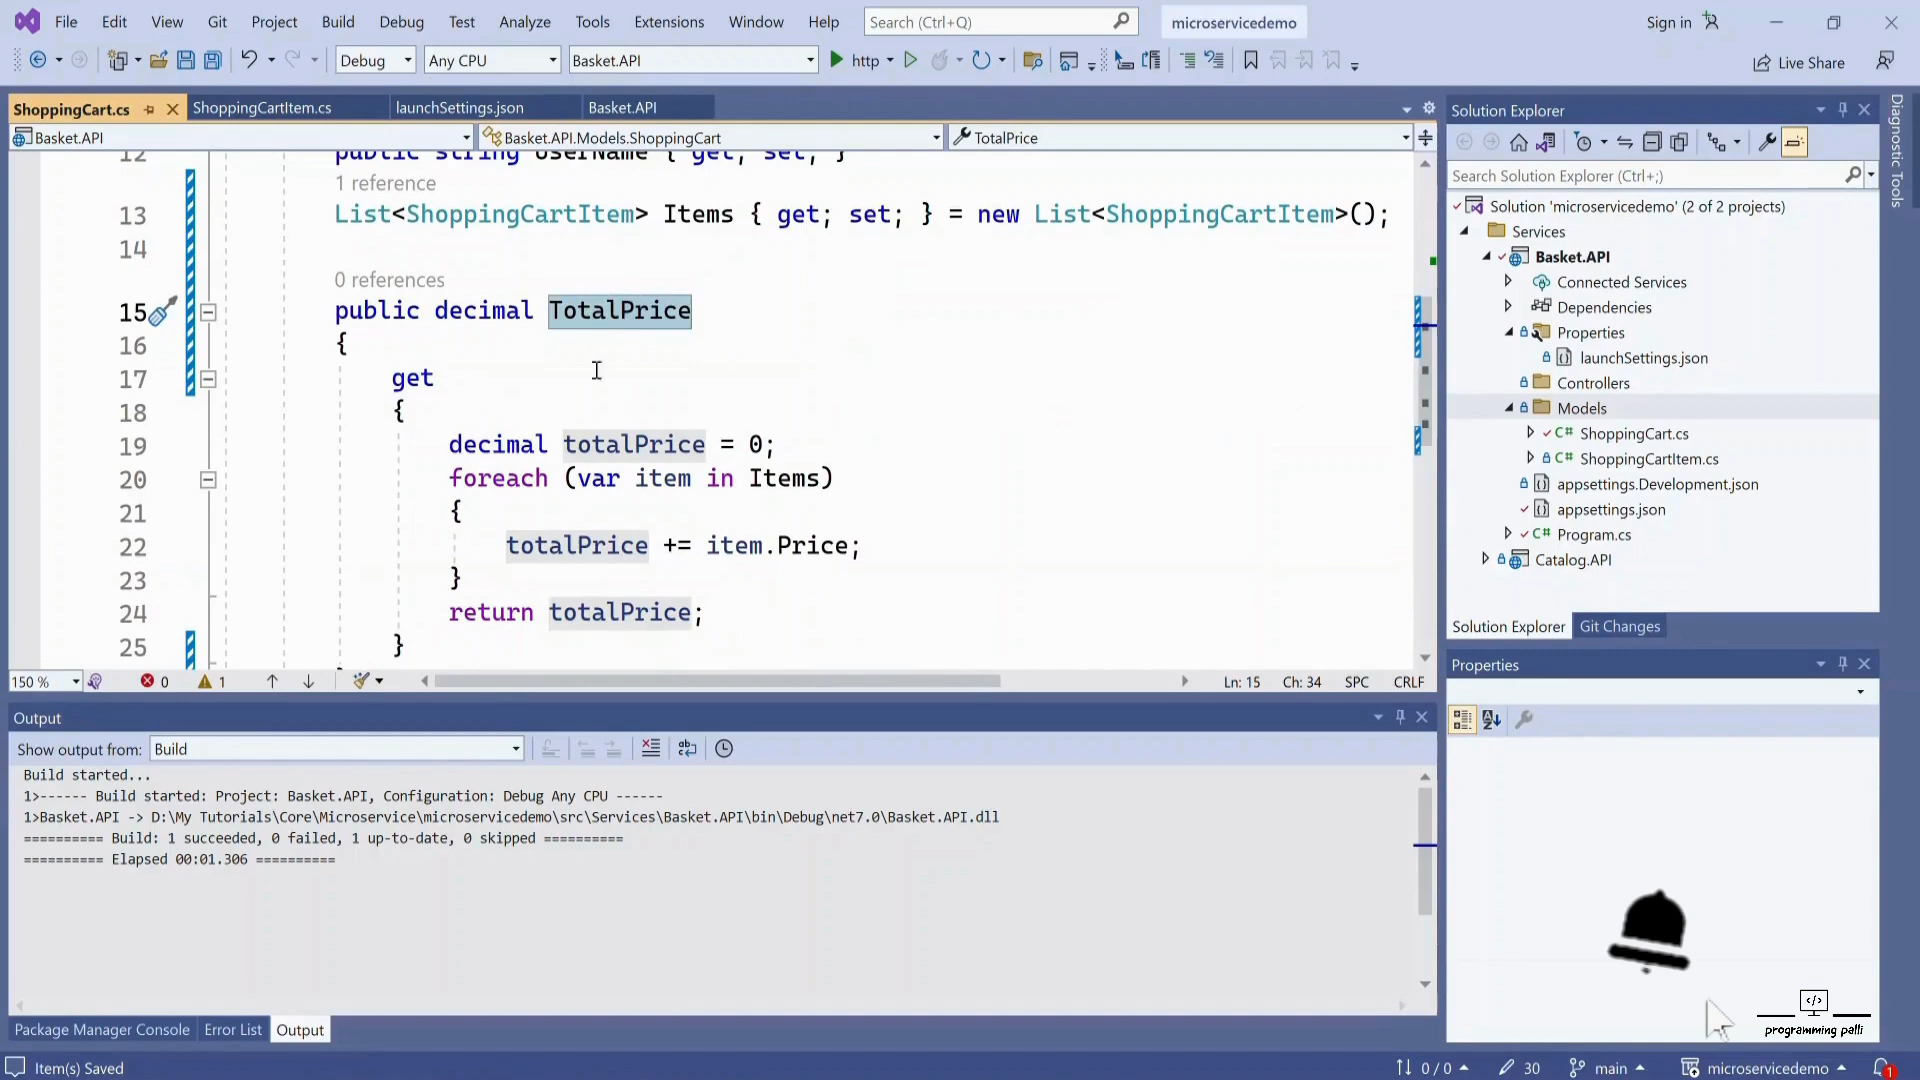 File Edit View Git Project Build Debug Test Analyze Tools Extensions Window Help Search (Ctrl+Q) microservicedemo Sign in
Debug Any CPU Basket.API http Live Share
ShoppingCart.cs ShoppingCartItem.cs launchSettings.json Basket.API
Basket.API Basket.API.Models.ShoppingCart TotalPrice
12 public string UserName { get; set; }
1 reference
13 List<ShoppingCartItem> Items { get; set; } = new List<ShoppingCartItem>();
14
0 references
15 public decimal TotalPrice
16 {
17 get
18 {
19 decimal totalPrice = 0;
20 foreach (var item in Items)
21 {
22 totalPrice += item.Price;
23 }
24 return totalPrice;
25 }
150 % 0 1 Ln: 15 Ch: 34 SPC CRLF
Output
Show output from: Build
Build started...
1>------ Build started: Project: Basket.API, Configuration: Debug Any CPU ------
1>Basket.API -> D:\My Tutorials\Core\Microservice\microservicedemo\src\Services\Basket.API\bin\Debug\net7.0\Basket.API.dll
========== Build: 1 succeeded, 0 failed, 1 up-to-date, 0 skipped ==========
========== Elapsed 00:01.306 ==========
Package Manager Console Error List Output
Solution Explorer
Search Solution Explorer (Ctrl+;)
Solution 'microservicedemo' (2 of 2 projects)
Services
Basket.API
Connected Services
Dependencies
Properties
launchSettings.json
Controllers
Models
C# ShoppingCart.cs
C# ShoppingCartItem.cs
appsettings.Development.json
appsettings.json
C# Program.cs
Catalog.API
Solution Explorer Git Changes
Properties
Diagnostic Tools
</> 
programming palli
Item(s) Saved 0 / 0 30 main microservicedemo 1